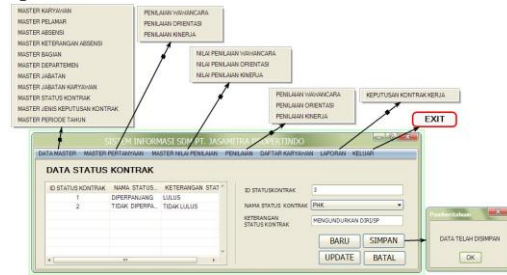 MASTER KARYAWAN
MASTER PELAMAR
MASTER ABSENSI
MASTER KETERANGAN ABSENSI
MASTER BAGIAN
MASTER DEPARTEMEN
MASTER JABATAN
MASTER JABATAN KARYAWAN
MASTER STATUS KONTRAK
MASTER JENIS KEPUTUSAN KONTRAK
MASTER PERIODE TAHUN
PENILAIAN WAWANCARA
PENILAIAN ORIENTASI
PENILAIAN KINERJA
NILAI PENILAIAN WAWANCARA
NILAI PENILAIAN ORIENTASI
NILAI PENILAIAN KINERJA
PENILAIAN WAWANCARA
PENILAIAN ORIENTASI
PENILAIAN KINERJA
KEPUTUSAN KONTRAK KERJA
EXIT
SISTEM INFORMASI SDM PT. JASAMETRA PROPERTINDO
DATA MASTER MASTER PERTANYAAN MASTER NILAI PENILAIAN PENILAIAN DAFTAR KARYAWAN LAPORAN KELUAR
DATA STATUS KONTRAK
ID STATUS KONTRAK NAMA STATUS... KETERANGAN STAT
1 DIPERPANJANG LULUS
2 TIDAK DIPERPA... TIDAK LULUS
ID STATUSKONTRAK 3
NAMA STATUS KONTRAK PHK
KETERANGAN STATUS KONTRAK MENGUNDURKAN DIRI/SP
BARU SIMPAN
UPDATE BATAL
Pemberitahuan
DATA TELAH DISIMPAN
OK